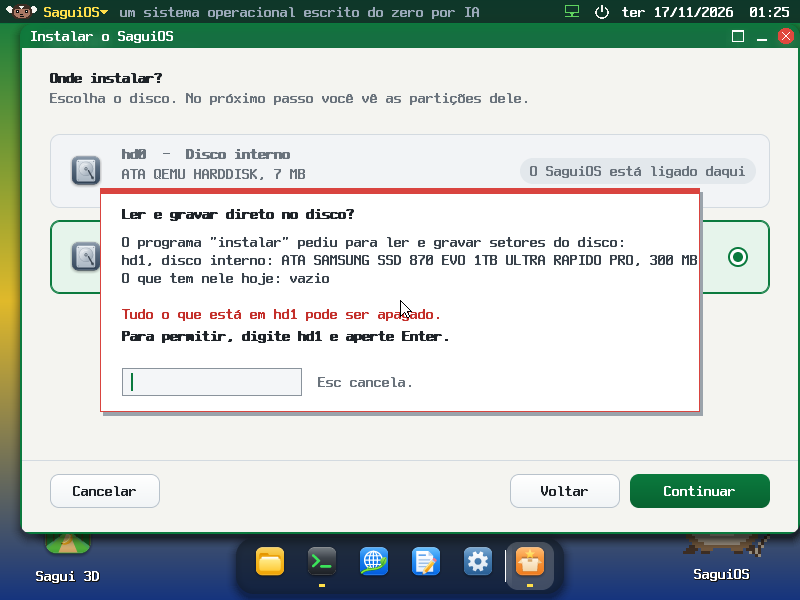 SaguiOS um sistema operacional escrito do zero por IA ter 17/11/2026 01:25
Instalar o SaguiOS
Onde instalar?
Escolha o disco. No próximo passo você vê as partições dele.
hd0 - Disco interno
ATA QEMU HARDDISK, 7 MB
O SaguiOS está ligado daqui
Ler e gravar direto no disco?
O programa "instalar" pediu para ler e gravar setores do disco:
hd1, disco interno: ATA SAMSUNG SSD 870 EVO 1TB ULTRA RAPIDO PRO, 300 MB
O que tem nele hoje: vazio
Tudo o que está em hd1 pode ser apagado.
Para permitir, digite hd1 e aperte Enter.
Esc cancela.
Cancelar
Voltar
Continuar
Sagui 3D
SaguiOS